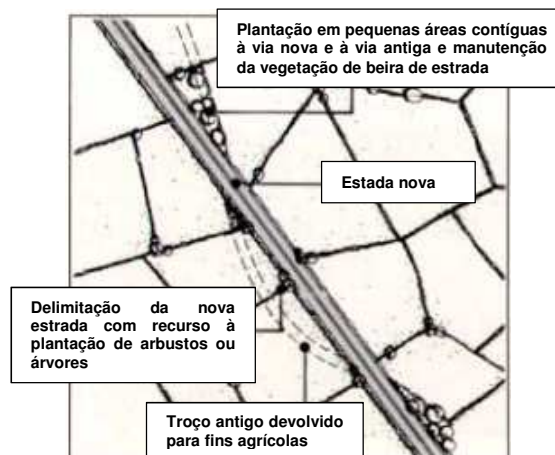 Plantação em pequenas áreas contíguas
à via nova e à via antiga e manutenção
da vegetação de beira de estrada
Estada nova
Delimitação da nova
estrada com recurso à
plantação de arbustos ou
árvores
Troço antigo devolvido
para fins agrícolas